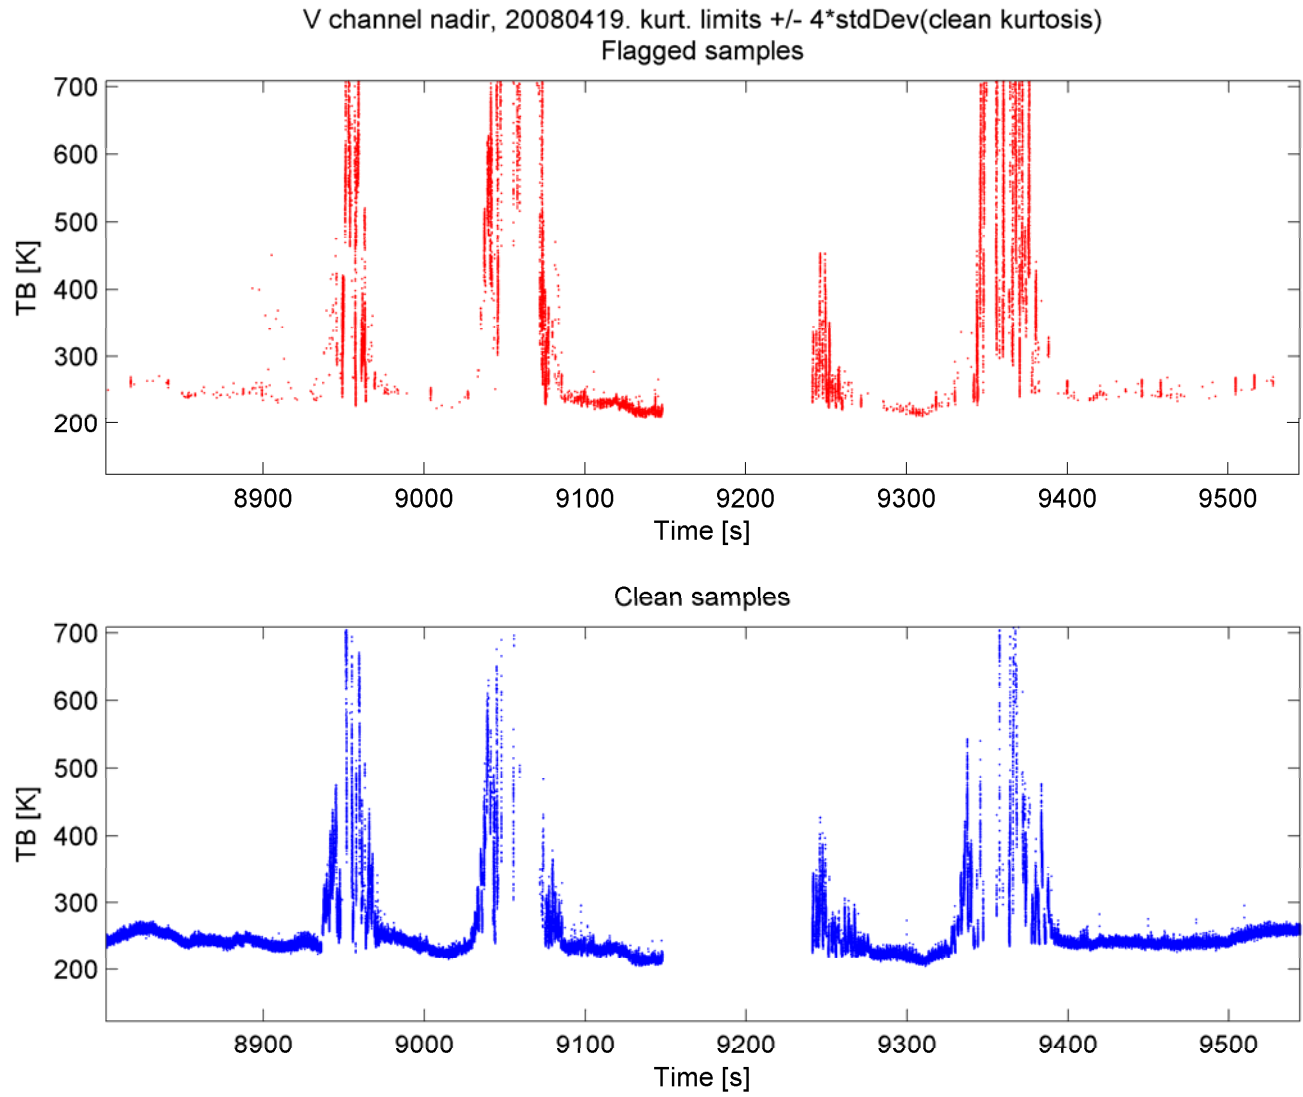 V channel nadir, 20080419. kurt. limits +/- 4*stdDev(clean kurtosis)
Flagged samples
700
600
500
400
300
200
TB [K]
8900 9000 9100 9200 9300 9400 9500
Time [s]
Clean samples
700
600
500
400
300
200
TB [K]
8900 9000 9100 9200 9300 9400 9500
Time [s]